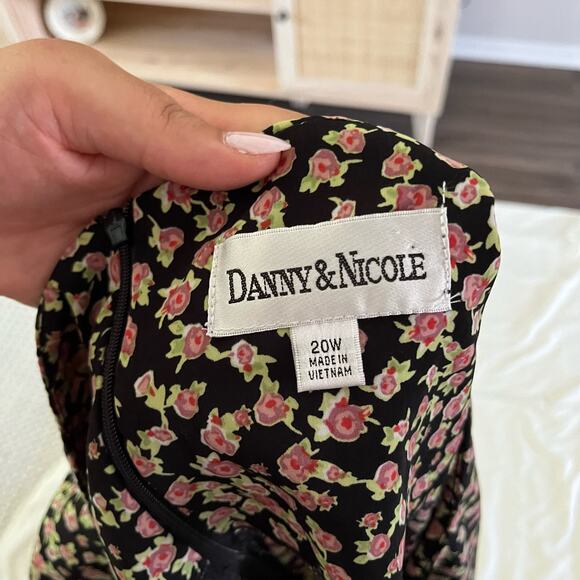 DANNY & NICOLE
20W
MADE IN
VIETNAM